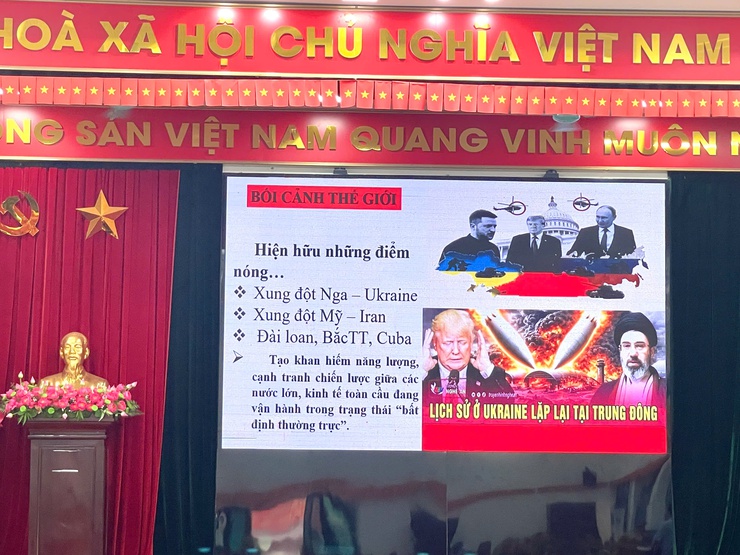 HOÀ XÃ HỘI CHỦ NGHĨA VIỆT NAM
SẢN VIỆT NAM QUANG VINH MUÔN
BỐI CẢNH THẾ GIỚI
Hiện hữu những điểm
nóng…
❖ Xung đột Nga – Ukraine
❖ Xung đột Mỹ – Iran
❖ Đài loan, BắcTT, Cuba
➤ Tạo khan hiếm năng lượng,
cạnh tranh chiến lược giữa các
nước lớn, kinh tế toàn cầu đang
vận hành trong trạng thái “bất
định thường trực”.
LỊCH SỬ Ở UKRAINE LẶP LẠI TẠI TRUNG ĐÔNG